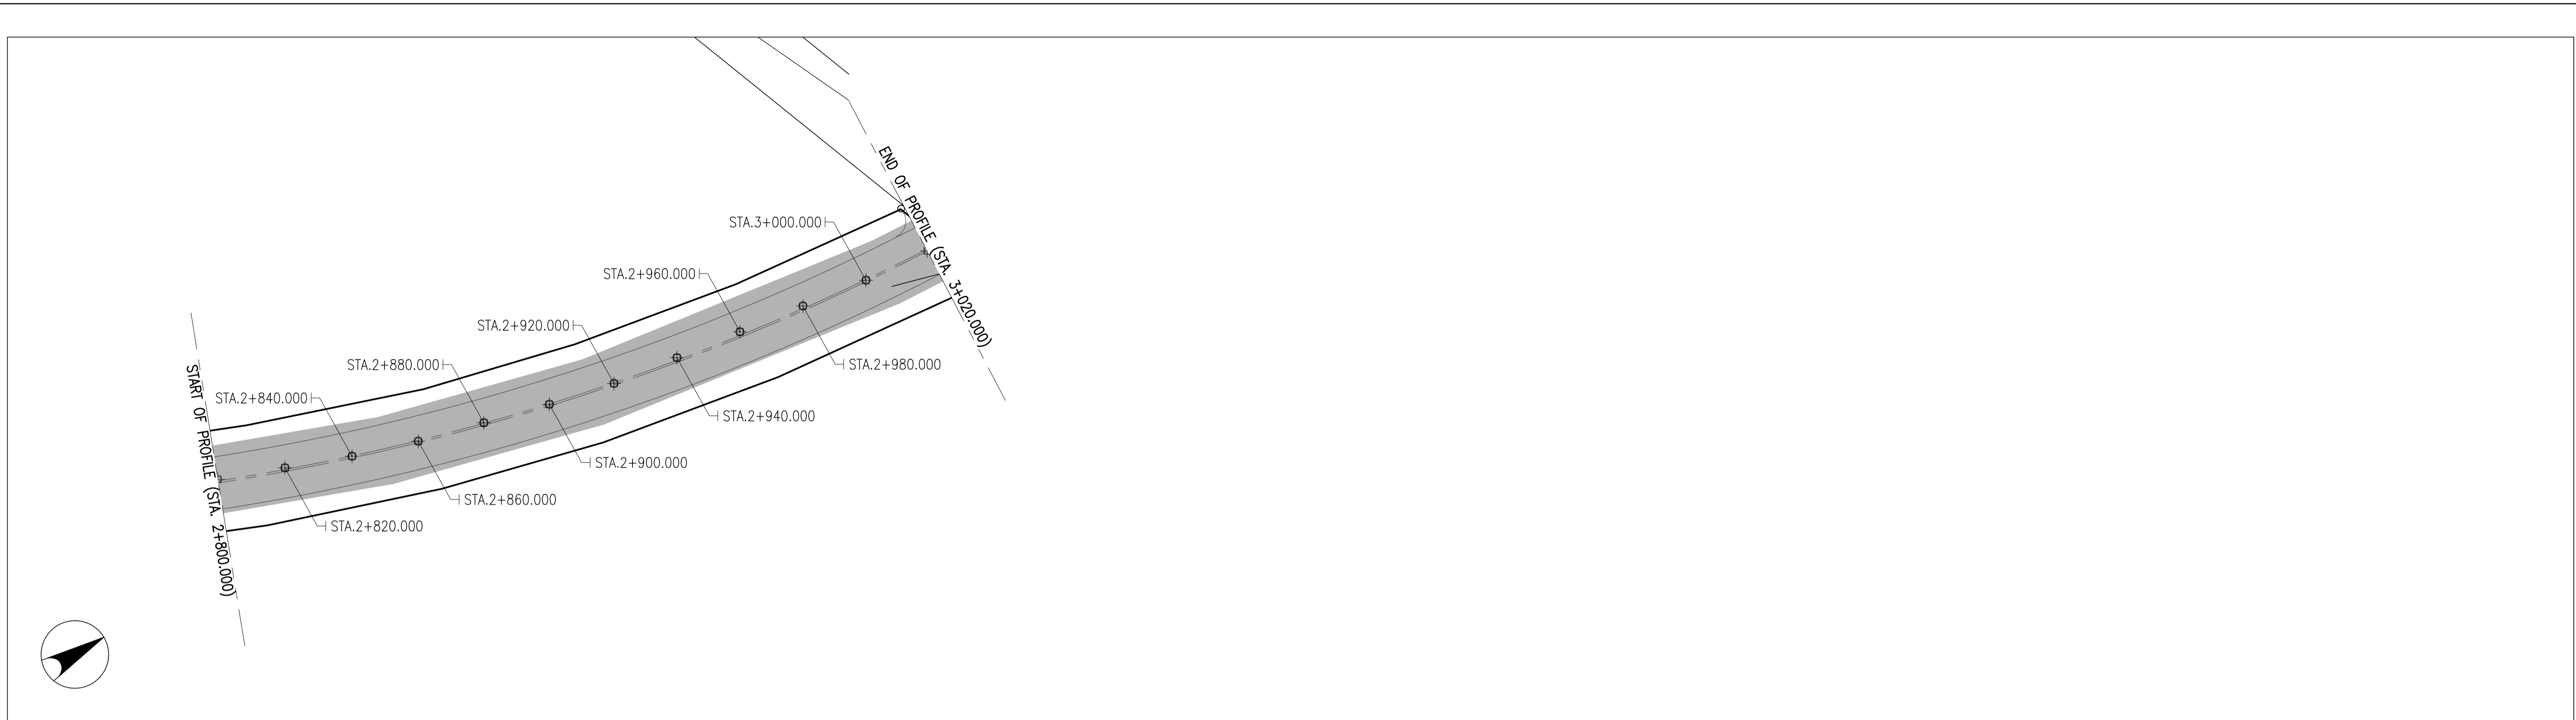 END OF PROFILE (STA. 3+020.000)
STA.3+000.000
STA.2+960.000
STA.2+920.000
STA.2+980.000
STA.2+880.000
START OF PROFILE (STA. 2+800.000)
STA.2+840.000
STA.2+940.000
STA.2+900.000
STA.2+860.000
STA.2+820.000